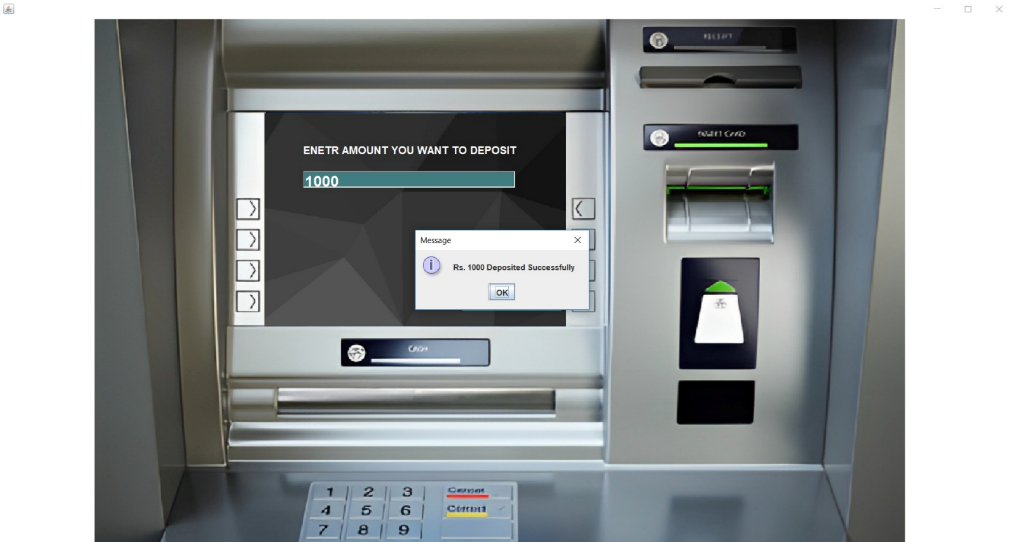 RECEIPT
ENETR AMOUNT YOU WANT TO DEPOSIT
1000
Message
Rs. 1000 Deposited Successfully
OK
1 2 3
4 5 6
7 8 9